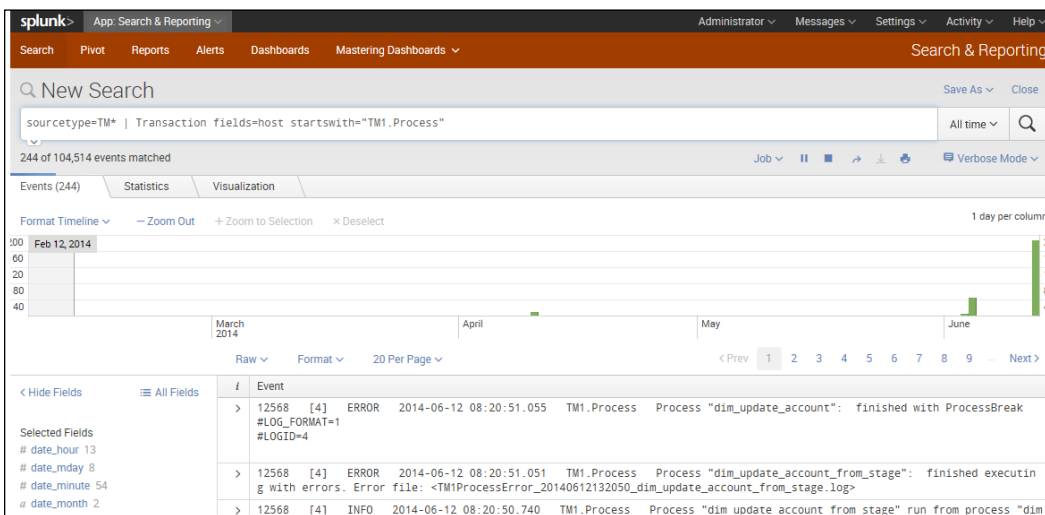 splunk> App: Search & Reporting Administrator Messages Settings Activity Help
Search Pivot Reports Alerts Dashboards Mastering Dashboards Search & Reporting
New Search Save As Close
sourcetype=TM* | Transaction fields=host startswith="TM1.Process" All time
244 of 104,514 events matched Job Verbose Mode
Events (244) Statistics Visualization
Format Timeline — Zoom Out + Zoom to Selection × Deselect 1 day per column
Feb 12, 2014
60
20
80
40
March April May June
2014
Raw Format 20 Per Page < Prev 1 2 3 4 5 6 7 8 9 ... Next >
< Hide Fields All Fields i Event
> 12568 [4] ERROR 2014-06-12 08:20:51.055 TM1.Process Process "dim_update_account": finished with ProcessBreak
#LOG_FORMAT=1
#LOGID=4
Selected Fields
# date_hour 13
# date_mday 8
# date_minute 54
a date_month 2
> 12568 [4] ERROR 2014-06-12 08:20:51.051 TM1.Process Process "dim_update_account_from_stage": finished executin
g with errors. Error file: <TM1ProcessError_20140612132050_dim_update_account_from_stage.log>
> 12568 [4] INFO 2014-06-12 08:20:50.740 TM1.Process Process "dim_update_account_from_stage" run from process "dim